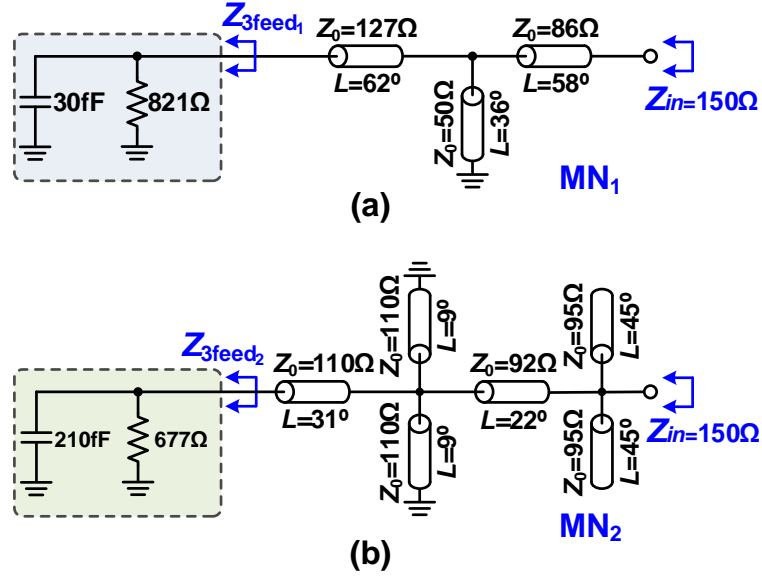 Z3feed1
Z0=127Ω
Z0=86Ω
30fF
821Ω
L=62º
Z0=50Ω
L=36º
L=58º
Zin=150Ω
MN1
(a)
Z3feed2
Z0=110Ω
Z0=110Ω
L=9º
Z0=92Ω
Z0=95Ω
L=45º
210fF
677Ω
L=31º
Z0=110Ω
L=9º
L=22º
Z0=95Ω
L=45º
Zin=150Ω
MN2
(b)